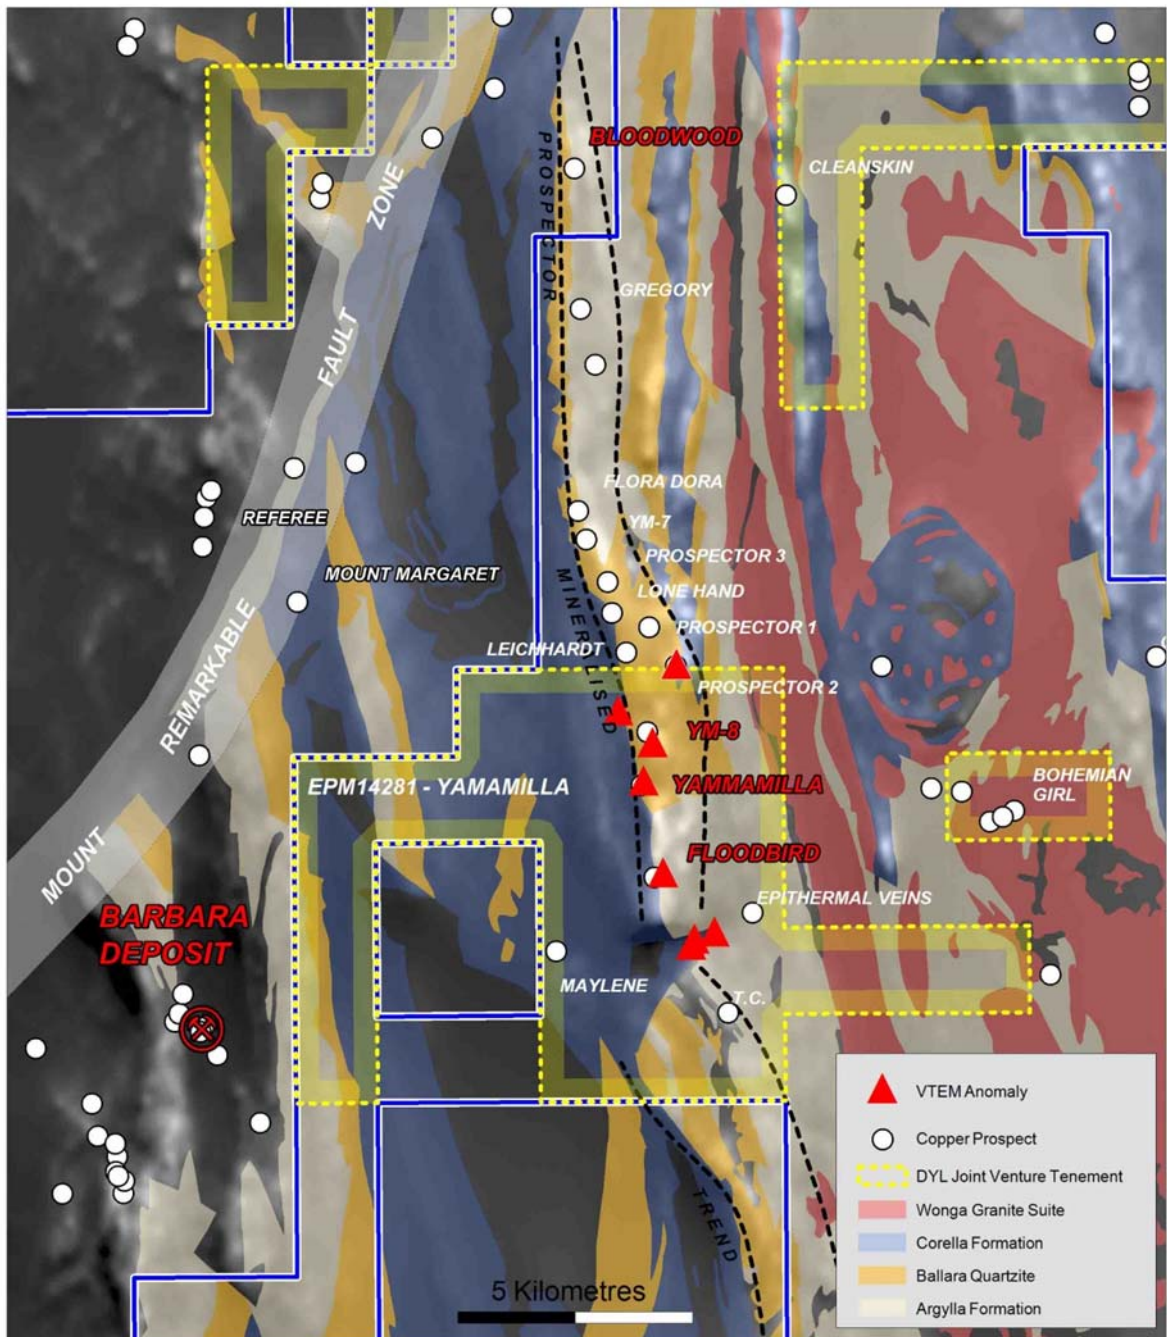 BLOODWOOD
CLEANSKIN
PROSPECTOR
ZONE
GREGORY
FAULT
FLORA DORA
REFEREE
YM-7
PROSPECTOR 3
MOUNT MARGARET
LONE HAND
MINERALISED
PROSPECTOR 1
REMARKABLE
LEICHHARDT
PROSPECTOR 2
YM-8
EPM14281 - YAMAMILLA
YAMMAMILLA
BOHEMIAN
GIRL
MOUNT
FLOODBIRD
EPITHERMAL VEINS
BARBARA
DEPOSIT
MAYLENE
T.C.
TREND
5 Kilometres
VTEM Anomaly
Copper Prospect
DYL Joint Venture Tenement
Wonga Granite Suite
Corella Formation
Ballara Quartzite
Argylla Formation